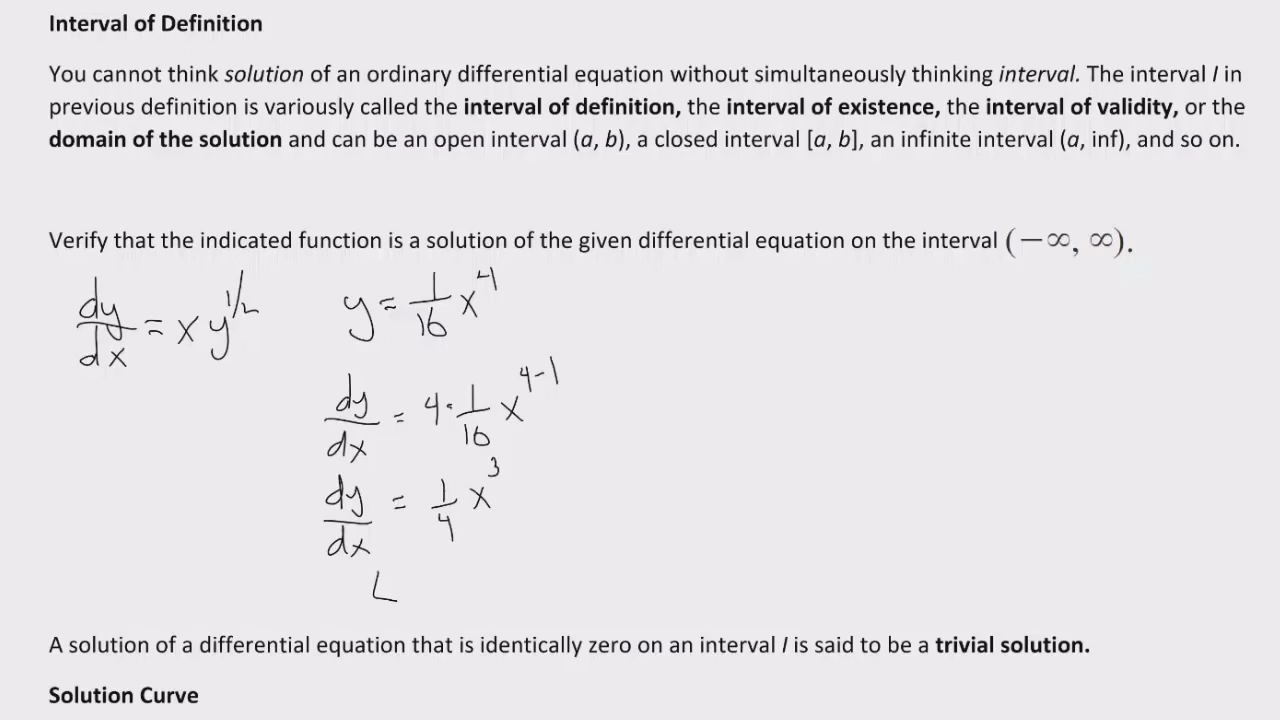 Interval of Definition
You cannot think solution of an ordinary differential equation without simultaneously thinking interval. The interval I in
previous definition is variously called the interval of definition, the interval of existence, the interval of validity, or the
domain of the solution and can be an open interval (a, b), a closed interval [a, b], an infinite interval (a, inf), and so on.
Verify that the indicated function is a solution of the given differential equation on the interval (−∞, ∞).
dy/dx = xy^1/2 y = 1/16 x^4
dy/dx = 4 · 1/16 x^4-1
dy/dx = 1/4 x^3
L
A solution of a differential equation that is identically zero on an interval I is said to be a trivial solution.
Solution Curve